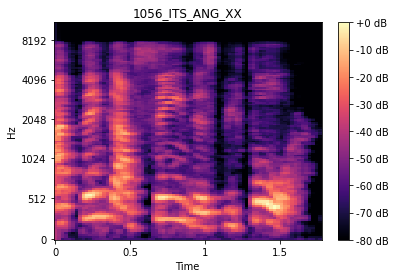 1056_ITS_ANG_XX
+0 dB
8192
-10 dB
4096
-20 dB
-30 dB
2048
Hz
-40 dB
1024
-50 dB
512
-60 dB
-70 dB
0
-80 dB
0
0.5
1
1.5
Time